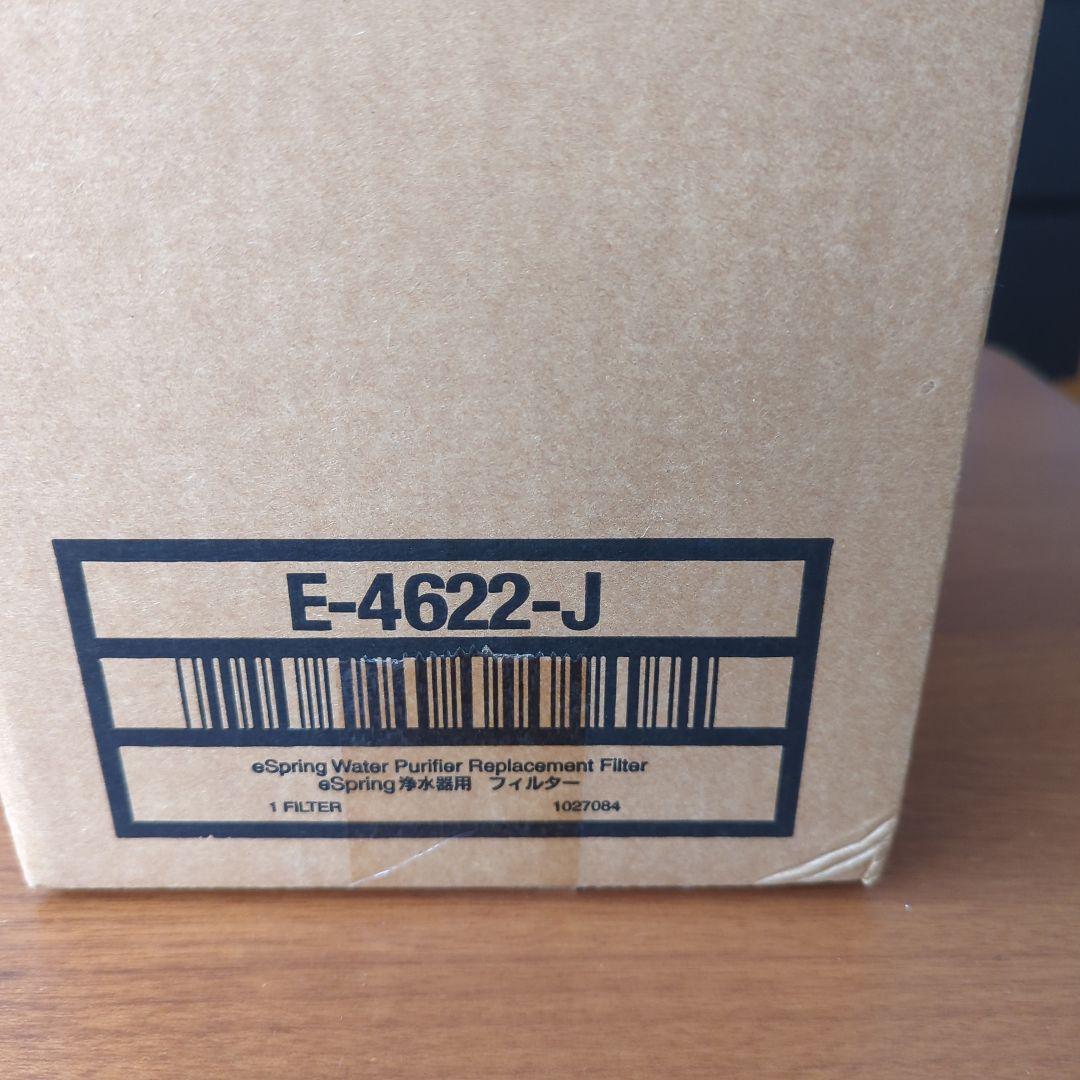 E-4622-J
eSpring Water Purifier Replacement Filter
eSpring浄水器用 フィルター
1 FILTER 1027084